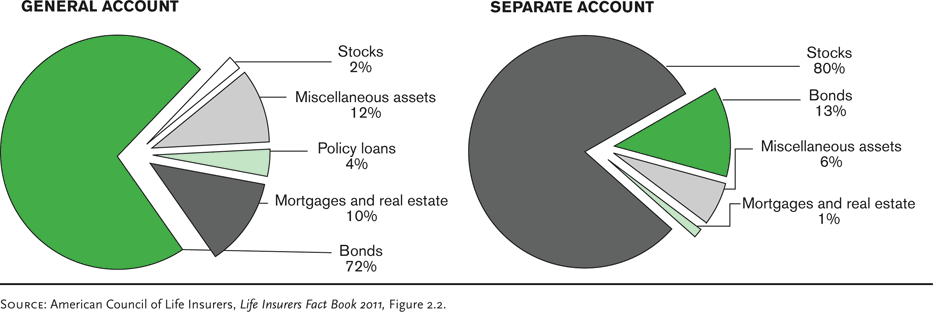 GENERAL ACCOUNT
Stocks
2%
Miscellaneous assets
12%
Policy loans
4%
Mortgages and real estate
10%
Bonds
72%
SEPARATE ACCOUNT
Stocks
80%
Bonds
13%
Miscellaneous assets
6%
Mortgages and real estate
1%
SOURCE: American Council of Life Insurers, Life Insurers Fact Book 2011, Figure 2.2.